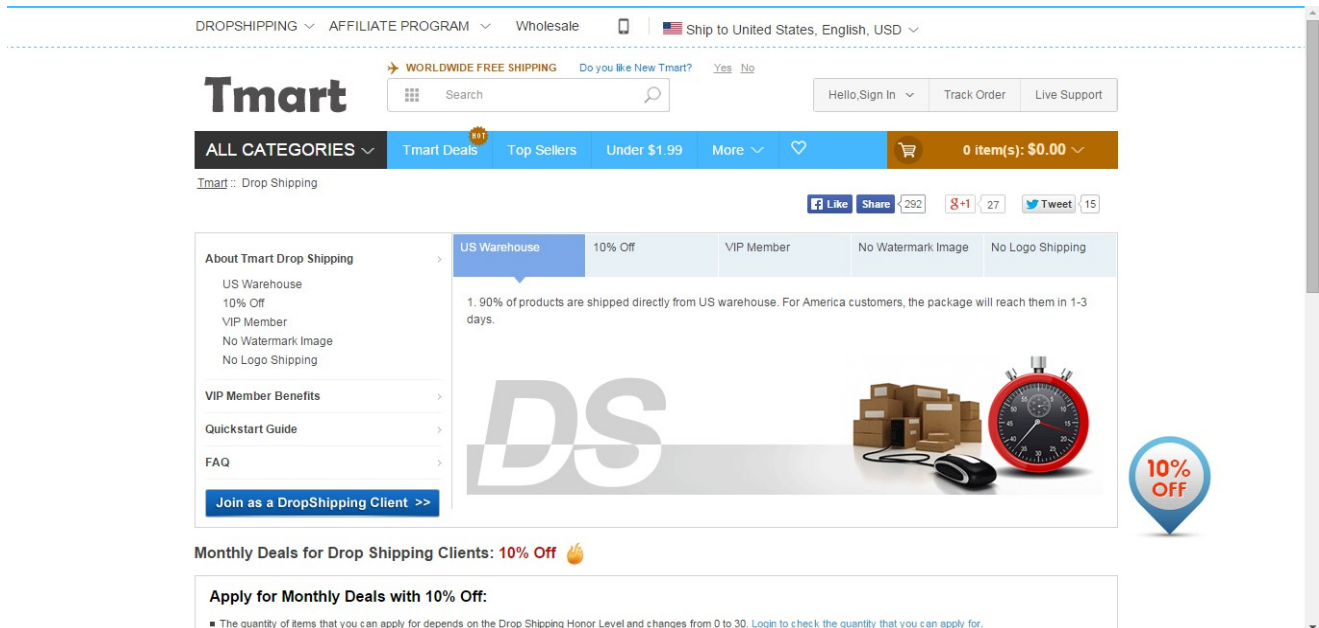 DROPSHIPPING AFFILIATE PROGRAM Wholesale Ship to United States, English, USD
WORLDWIDE FREE SHIPPING Do you like New Tmart? Yes No
Tmart
Search
Hello,Sign In Track Order Live Support
ALL CATEGORIES Tmart Deals HOT Top Sellers Under $1.99 More 0 item(s): $0.00
Tmart :: Drop Shipping
Like Share 292 g+1 27 Tweet 15
About Tmart Drop Shipping
US Warehouse
10% Off
VIP Member
No Watermark Image
No Logo Shipping
VIP Member Benefits
Quickstart Guide
FAQ
Join as a DropShipping Client >>
US Warehouse 10% Off VIP Member No Watermark Image No Logo Shipping
1. 90% of products are shipped directly from US warehouse. For America customers, the package will reach them in 1-3
days.
DS
10%
OFF
Monthly Deals for Drop Shipping Clients: 10% Off
Apply for Monthly Deals with 10% Off:
The quantity of items that you can apply for depends on the Drop Shipping Honor Level and changes from 0 to 30. Login to check the quantity that you can apply for.